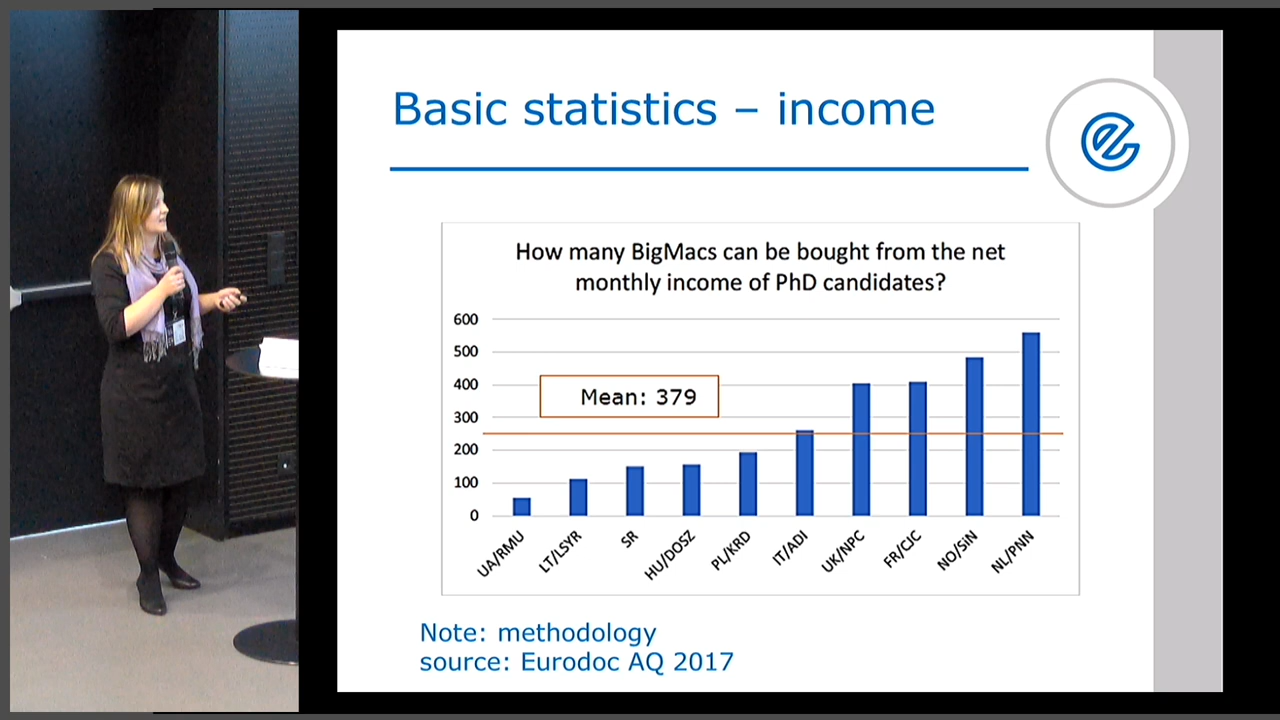 Basic statistics – income
How many BigMacs can be bought from the net
monthly income of PhD candidates?
600
500
400
300
200
100
0
Mean: 379
UA/RMU
LT/LSYR
SR
HU/DOSZ
PL/KRD
IT/ADI
UK/NPC
FR/CJC
NO/SiN
NL/PNN
Note: methodology
source: Eurodoc AQ 2017